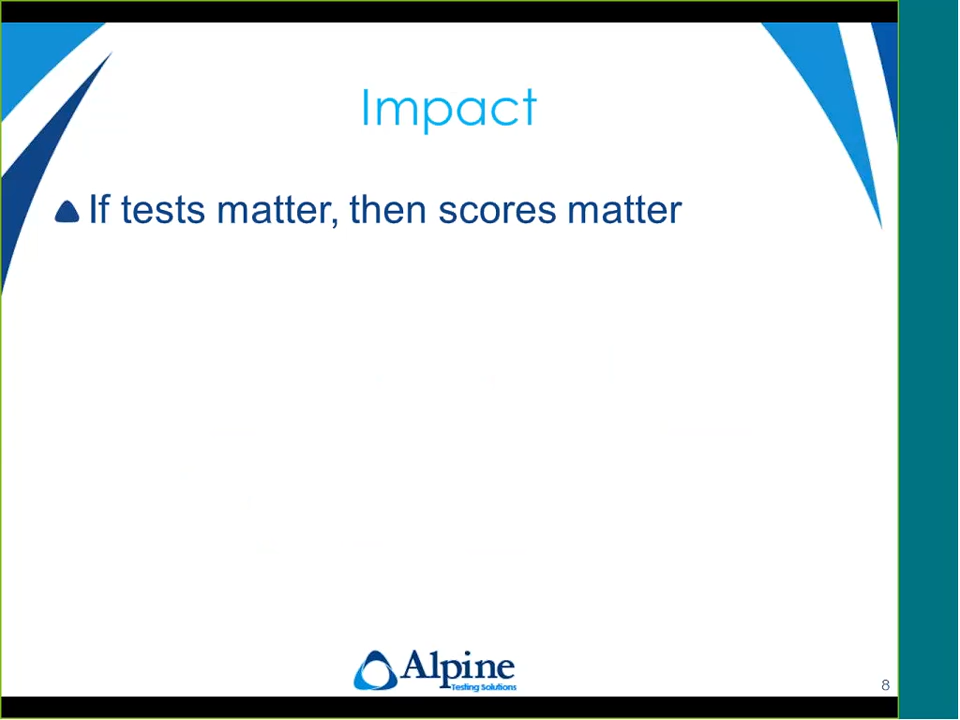 Impact
If tests matter, then scores matter
Alpine
Testing Solutions
8